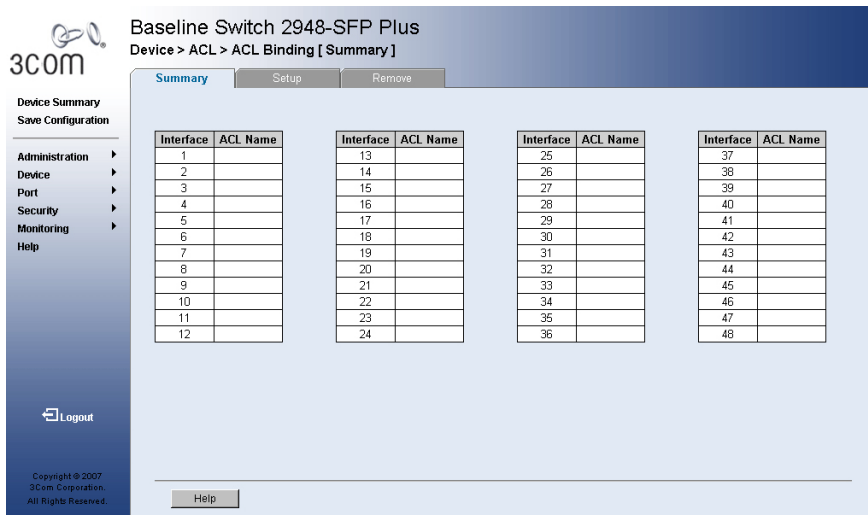 3COM
Baseline Switch 2948-SFP Plus
Device > ACL > ACL Binding [ Summary ]
Summary Setup Remove
Device Summary
Save Configuration
Administration
Device
Port
Security
Monitoring
Help
Logout
Copyright © 2007
3Com Corporation.
All Rights Reserved.
Interface ACL Name Interface ACL Name Interface ACL Name Interface ACL Name
1 13 25 37
2 14 26 38
3 15 27 39
4 16 28 40
5 17 29 41
6 18 30 42
7 19 31 43
8 20 32 44
9 21 33 45
10 22 34 46
11 23 35 47
12 24 36 48
Help